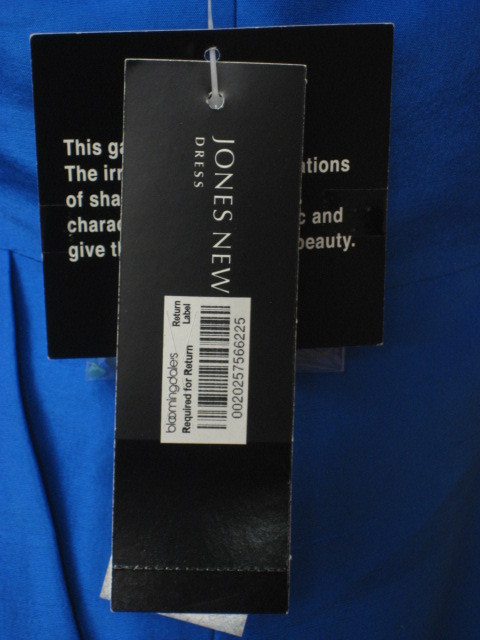 This ga
The irr ations
of sha
charac c and
give th beauty.
JONES NEW
DRESS
bloomingdale's
Required for Return
Return
Label
0020257566225